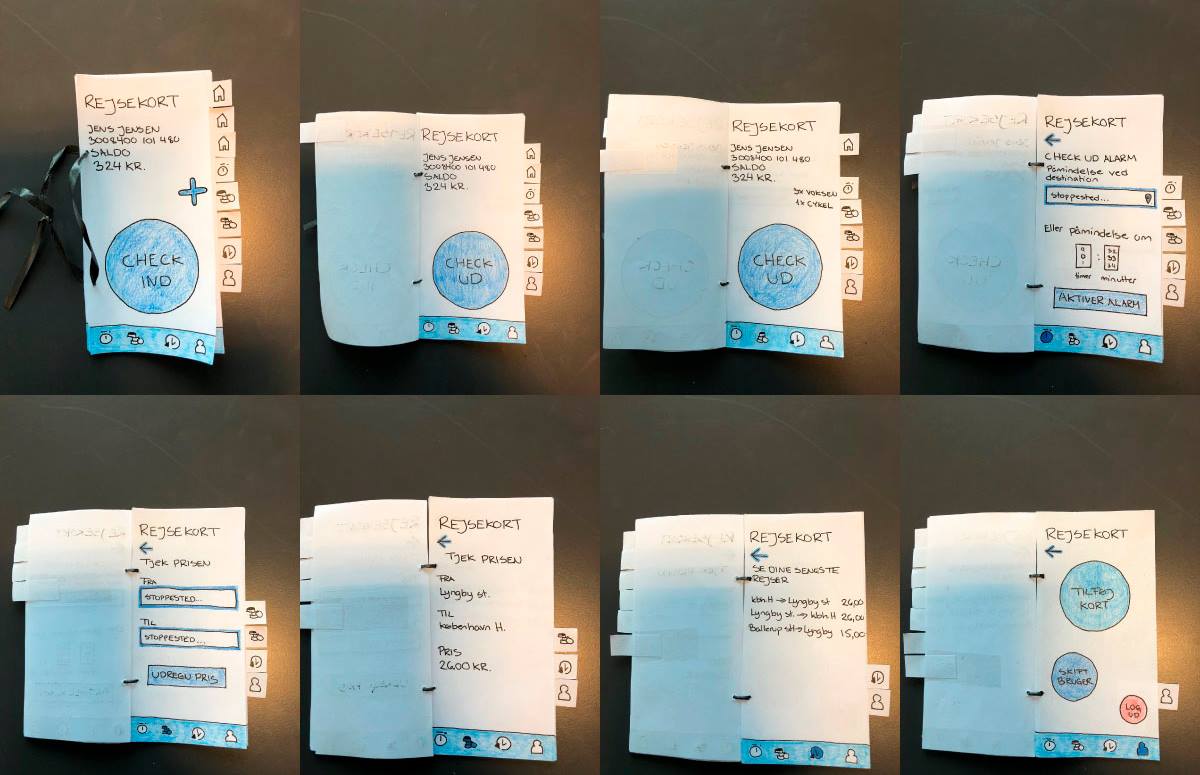 REJSEKORT
JENS JENSEN
3008400 101 480
SALDO
324 KR.
CHECK
IND
REJSEKORT
JENS JENSEN
3008400 101 480
SALDO
324 KR.
CHECK
UD
REJSEKORT
JENS JENSEN
3008400 101 480
SALDO
324 KR.
3X VOKSEN
1X CYKEL
CHECK
UD
REJSEKORT
CHECK UD ALARM
Påmindelse ved
destination
Stoppested...
Eller påmindelse om
timer minutter
AKTIVER ALARM
REJSEKORT
TJEK PRISEN
FRA
STOPPESTED...
TIL
STOPPESTED...
UDREGN PRIS
REJSEKORT
TJEK PRISEN
FRA
Lyngby st.
TIL
København H.
PRIS
26.00 KR.
REJSEKORT
SE DINE SENESTE
REJSER
Kbh.H → Lyngby st 26,00
Lyngby st. → Kbh H 26,00
Ballerup st → Lyngby 15,00
REJSEKORT
TILFØJ
KORT
SKIFT
BRUGER
LOG
UD